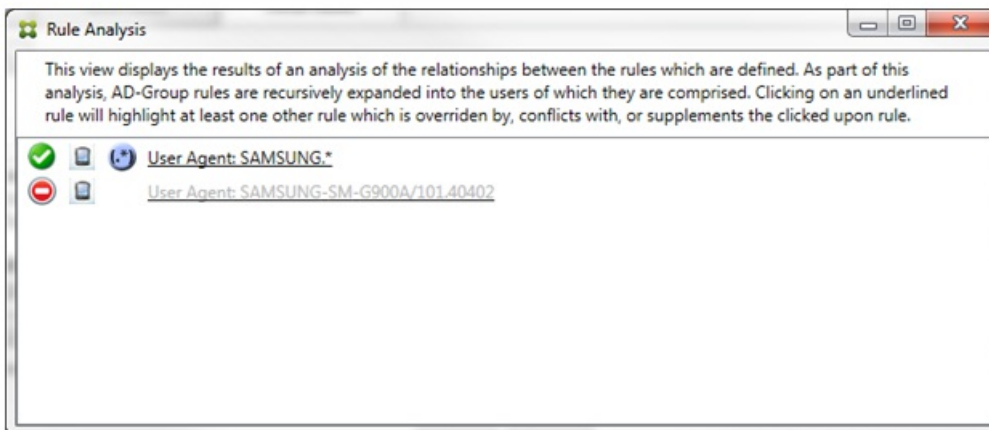 Rule Analysis
This view displays the results of an analysis of the relationships between the rules which are defined. As part of this
analysis, AD-Group rules are recursively expanded into the users of which they are comprised. Clicking on an underlined
rule will highlight at least one other rule which is overriden by, conflicts with, or supplements the clicked upon rule.
(.*) User Agent: SAMSUNG.*
User Agent: SAMSUNG-SM-G900A/101.40402